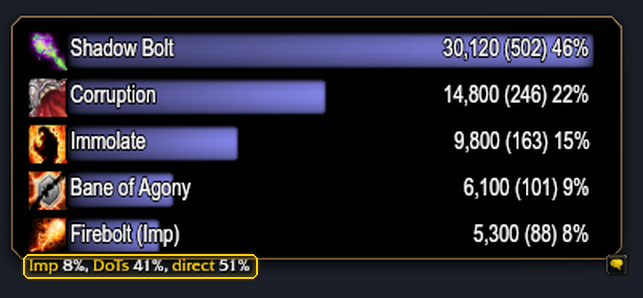 Shadow Bolt 30,120 (502) 46%
Corruption 14,800 (246) 22%
Immolate 9,800 (163) 15%
Bane of Agony 6,100 (101) 9%
Firebolt (Imp) 5,300 (88) 8%
Imp 8%, DoTs 41%, direct 51%